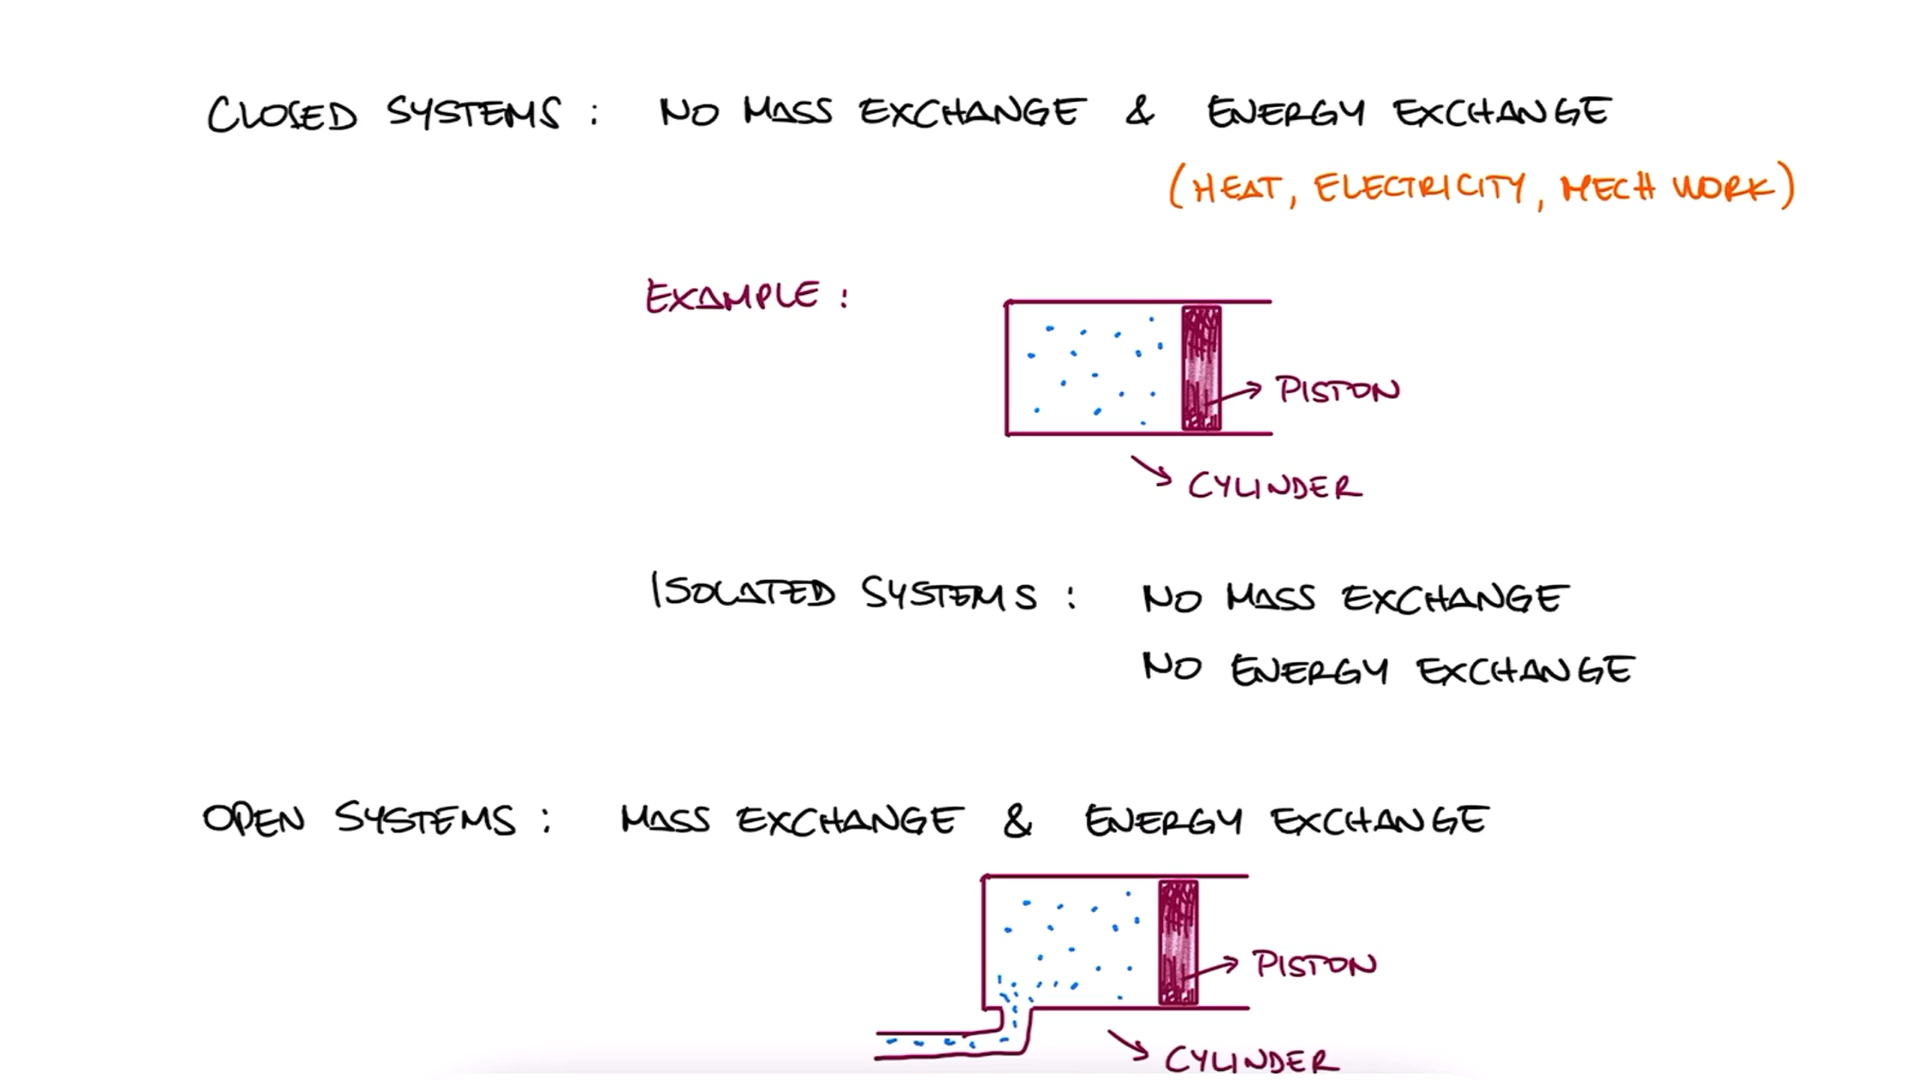 CLOSED SYSTEMS : NO MASS EXCHANGE & ENERGY EXCHANGE
(HEAT, ELECTRICITY, MECH WORK)
EXAMPLE :
PISTON
CYLINDER
ISOLATED SYSTEMS : NO MASS EXCHANGE
NO ENERGY EXCHANGE
OPEN SYSTEMS : MASS EXCHANGE & ENERGY EXCHANGE
PISTON
CYLINDER